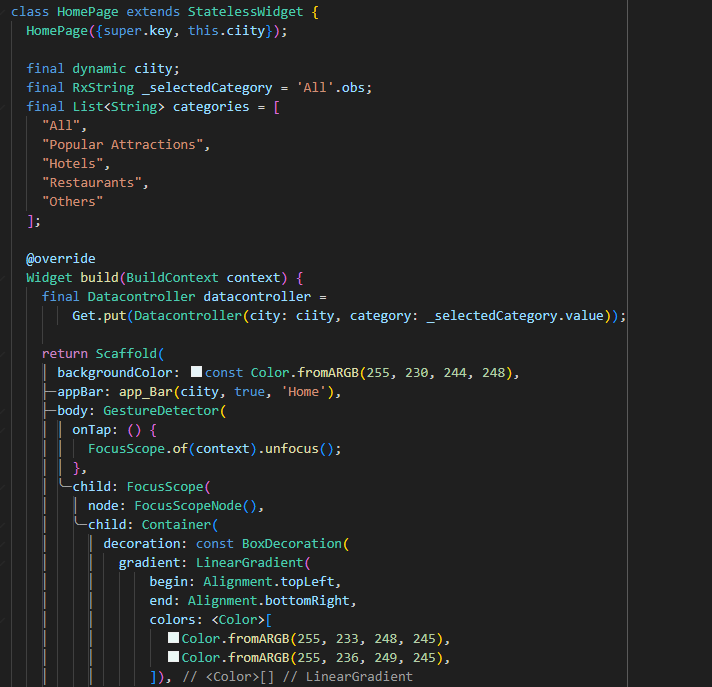 class HomePage extends StatelessWidget {
HomePage({super.key, this.ciity});
final dynamic ciity;
final RxString _selectedCategory = 'All'.obs;
final List<String> categories = [
"All",
"Popular Attractions",
"Hotels",
"Restaurants",
"Others"
];
@override
Widget build(BuildContext context) {
final Datacontroller datacontroller =
Get.put(Datacontroller(city: ciity, category: _selectedCategory.value));
return Scaffold(
backgroundColor: const Color.fromARGB(255, 230, 244, 248),
appBar: app_Bar(ciity, true, 'Home'),
body: GestureDetector(
onTap: () {
FocusScope.of(context).unfocus();
},
child: FocusScope(
node: FocusScopeNode(),
child: Container(
decoration: const BoxDecoration(
gradient: LinearGradient(
begin: Alignment.topLeft,
end: Alignment.bottomRight,
colors: <Color>[
Color.fromARGB(255, 233, 248, 245),
Color.fromARGB(255, 236, 249, 245),
]), // <Color>[] // LinearGradient